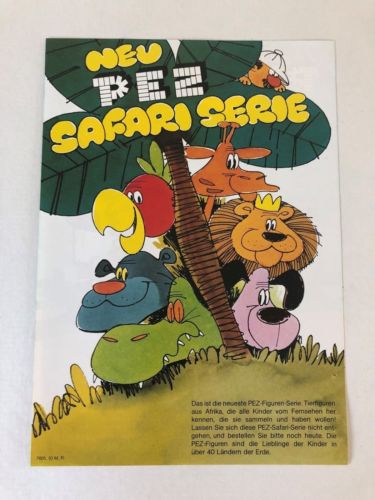 NEU
PEZ
SAFARI SERIE
Das ist die neueste PEZ-Figuren-Serie. Tierfiguren
aus Afrika, die alle Kinder vom Fernsehen her
kennen, die sie sammeln und haben wollen!
Lassen Sie sich diese PEZ-Safari-Serie nicht ent-
gehen, und bestellen Sie bitte noch heute. Die
PEZ-Figuren sind die Lieblinge der Kinder in
über 40 Ländern der Erde.